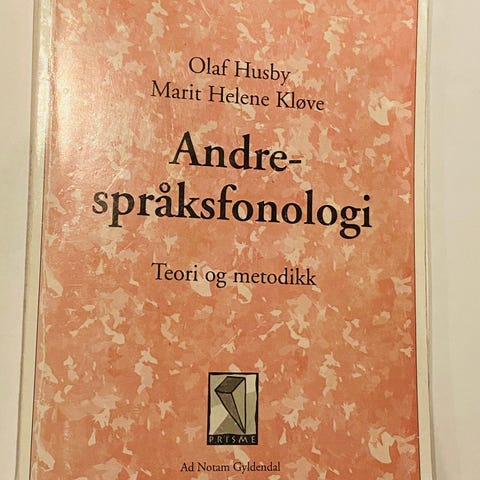 Olaf Husby
Marit Helene Kløve
Andre-
språksfonologi
Teori og metodikk
PRISME
Ad Notam Gyldendal